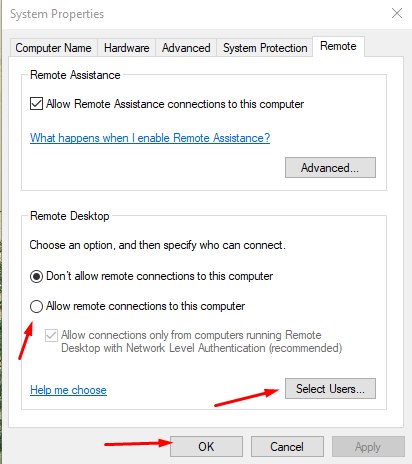 System Properties
Computer Name Hardware Advanced System Protection Remote
Remote Assistance
Allow Remote Assistance connections to this computer
What happens when I enable Remote Assistance?
Advanced...
Remote Desktop
Choose an option, and then specify who can connect.
Don't allow remote connections to this computer
Allow remote connections to this computer
Allow connections only from computers running Remote
Desktop with Network Level Authentication (recommended)
Help me choose Select Users...
OK Cancel Apply